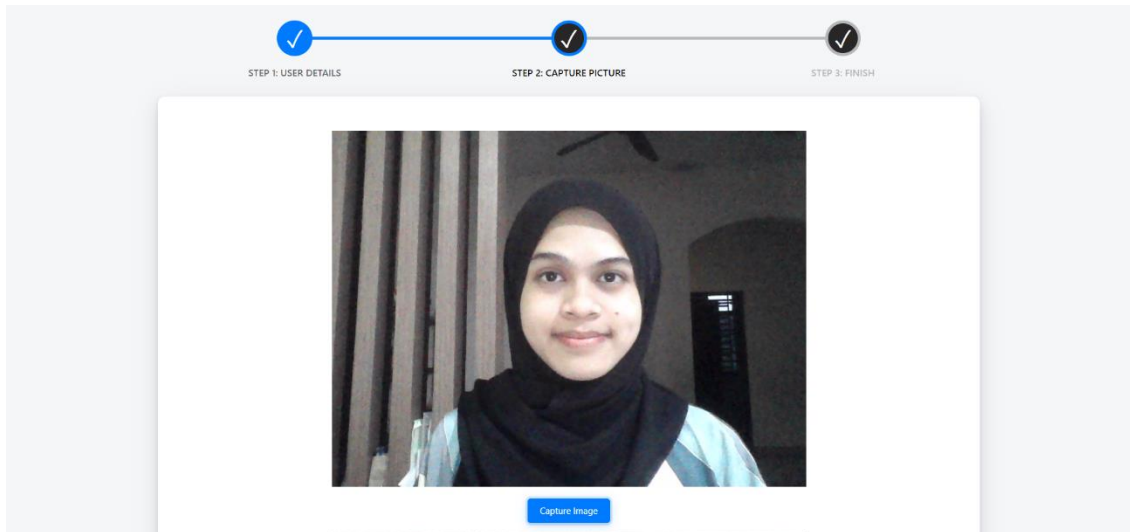 STEP 1: USER DETAILS
STEP 2: CAPTURE PICTURE
STEP 3: FINISH
Capture Image